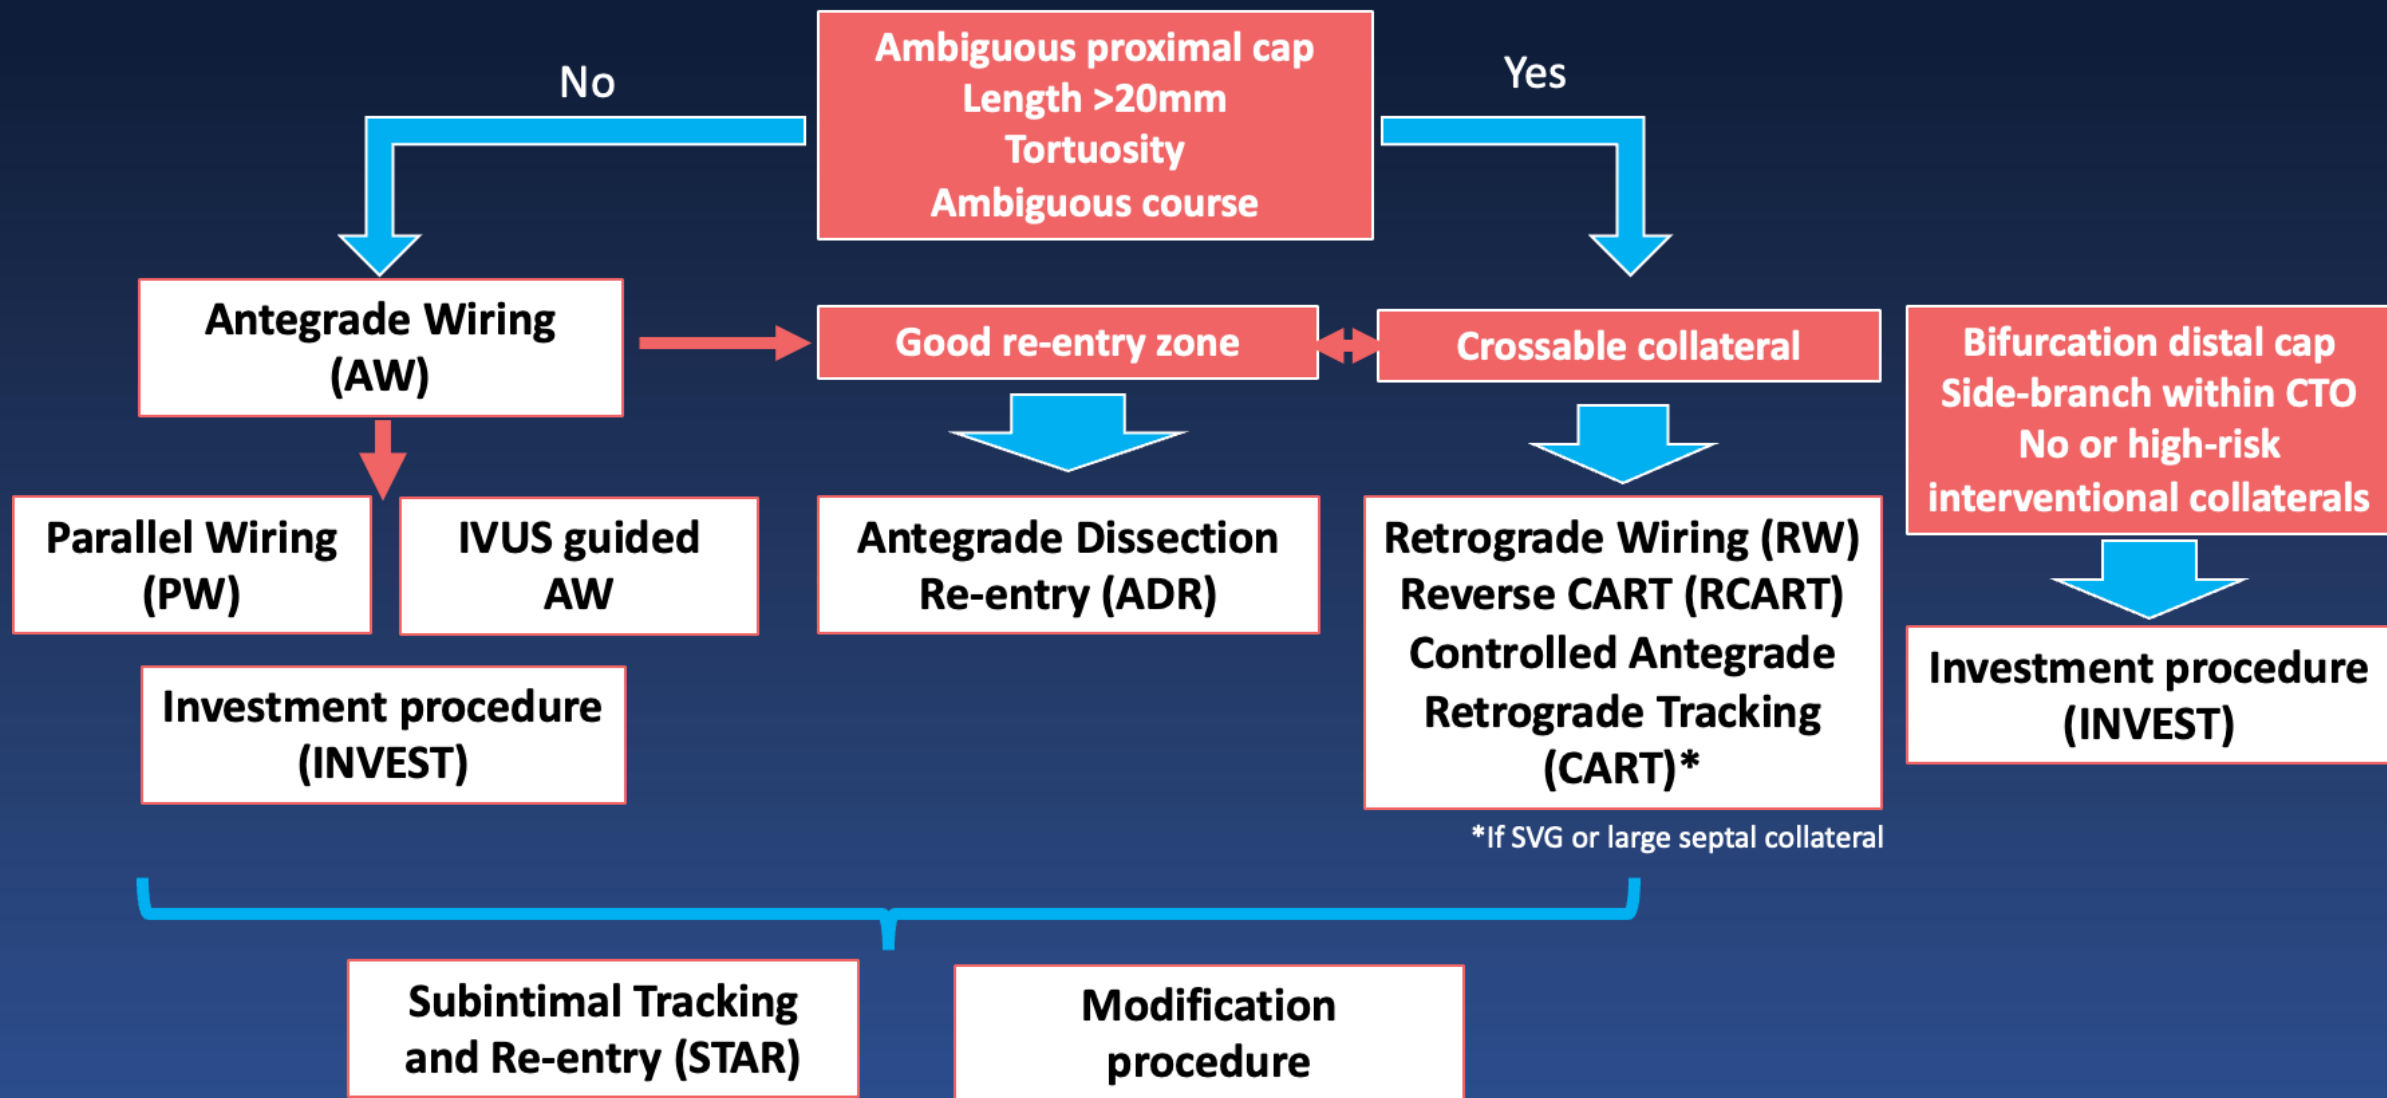 Ambiguous proximal cap
Length >20mm
Tortuosity
Ambiguous course
No
Yes
Antegrade Wiring
(AW)
Good re-entry zone
Crossable collateral
Bifurcation distal cap
Side-branch within CTO
No or high-risk
interventional collaterals
Parallel Wiring
(PW)
IVUS guided
AW
Antegrade Dissection
Re-entry (ADR)
Retrograde Wiring (RW)
Reverse CART (RCART)
Controlled Antegrade
Retrograde Tracking
(CART)*
Investment procedure
(INVEST)
Investment procedure
(INVEST)
*If SVG or large septal collateral
Subintimal Tracking
and Re-entry (STAR)
Modification
procedure